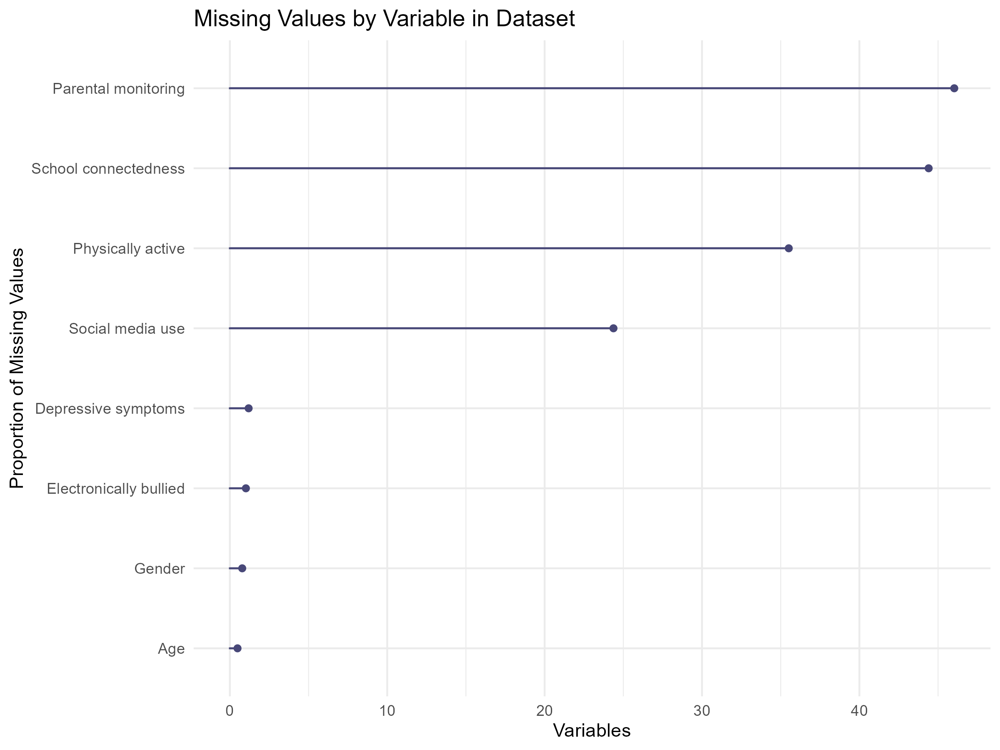 Missing Values by Variable in Dataset
Proportion of Missing Values
Parental monitoring
School connectedness
Physically active
Social media use
Depressive symptoms
Electronically bullied
Gender
Age
0 10 20 30 40
Variables